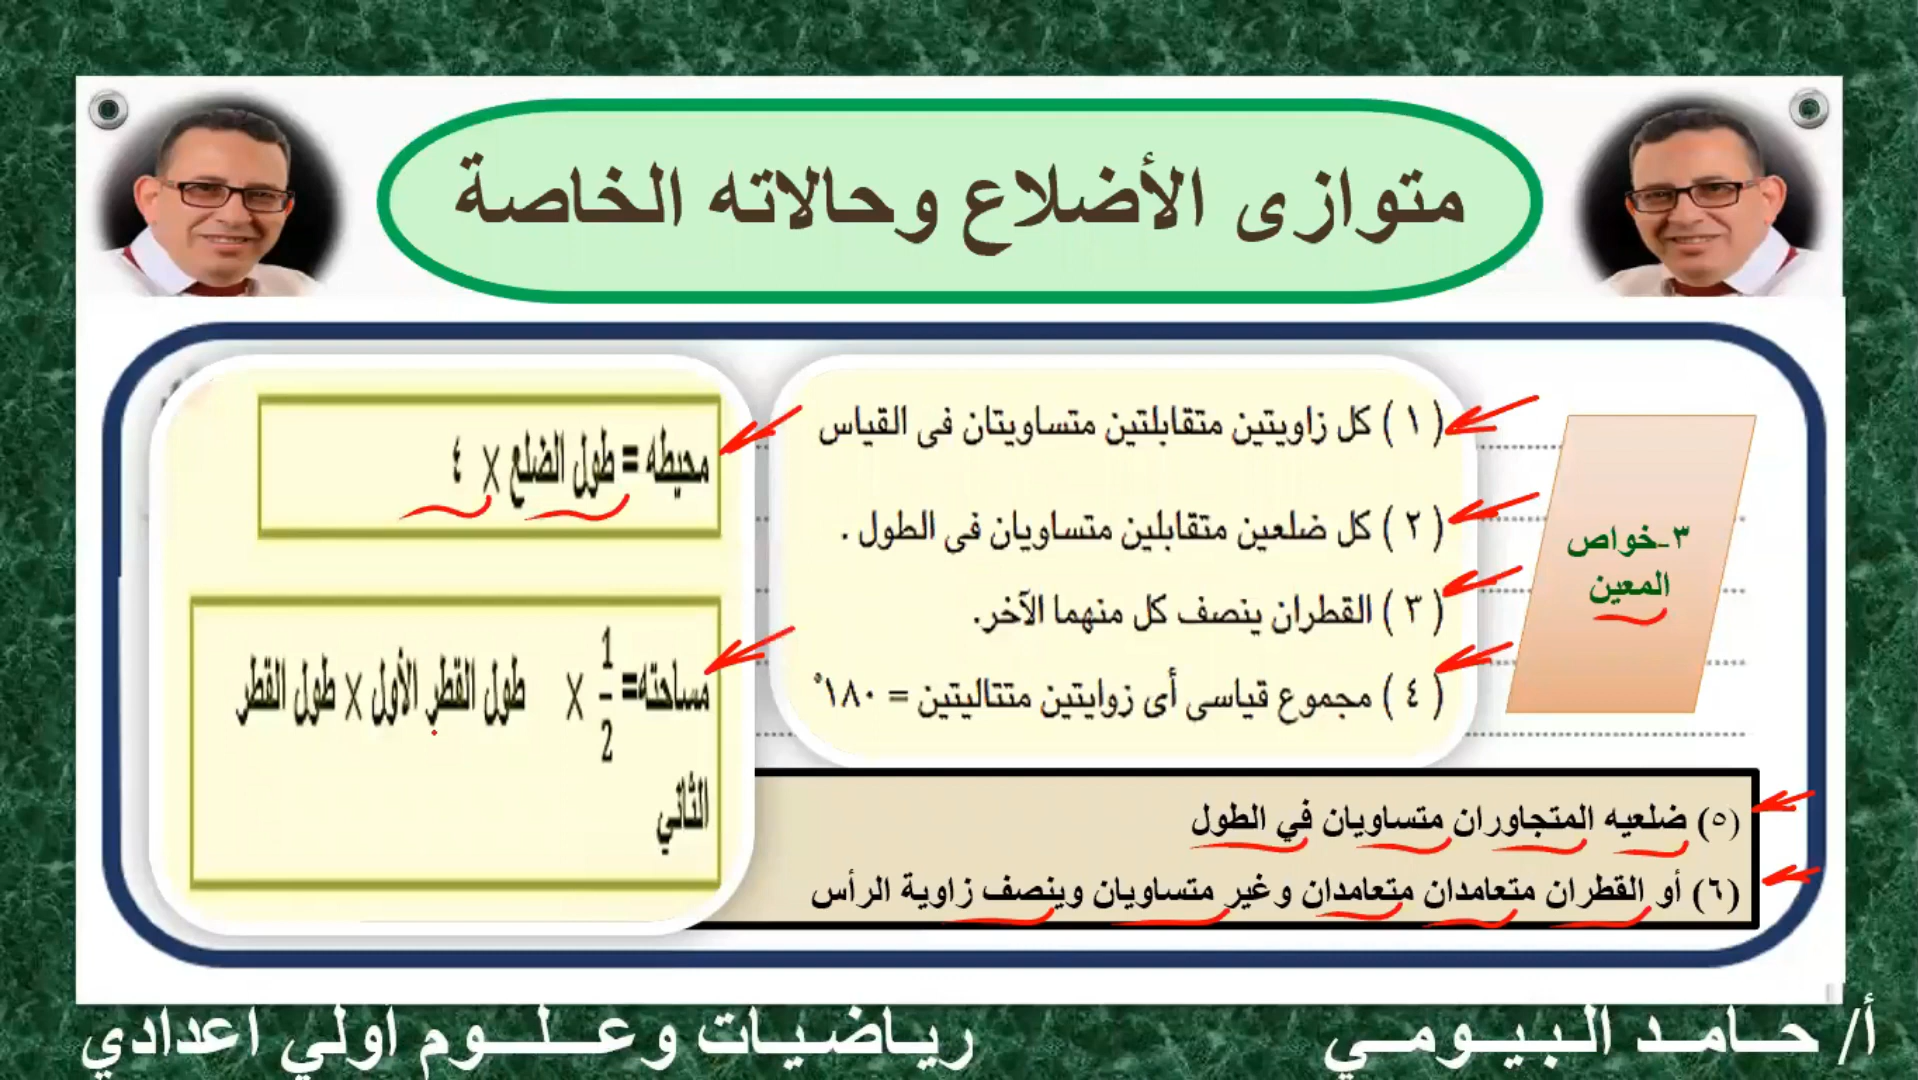 متوازى الأضلاع وحالاته الخاصة
٣-خواص
المعين
( ١ ) كل زاويتين متقابلتين متساويتان فى القياس
( ٢ ) كل ضلعين متقابلين متساويان فى الطول .
( ٣ ) القطران ينصف كل منهما الآخر.
( ٤ ) مجموع قياسى أى زوايتين متتاليتين = ١٨٠°
(٥) ضلعيه المتجاوران متساويان في الطول
(٦) أو القطران متعامدان متعامدان وغير متساويان وينصف زاوية الرأس
محيطه = طول الضلع × ٤
مساحته= 1/2 × طول القطر الأول × طول القطر
الثاني
أ/ حامد البيومي
رياضيات وعلوم اولي اعدادي